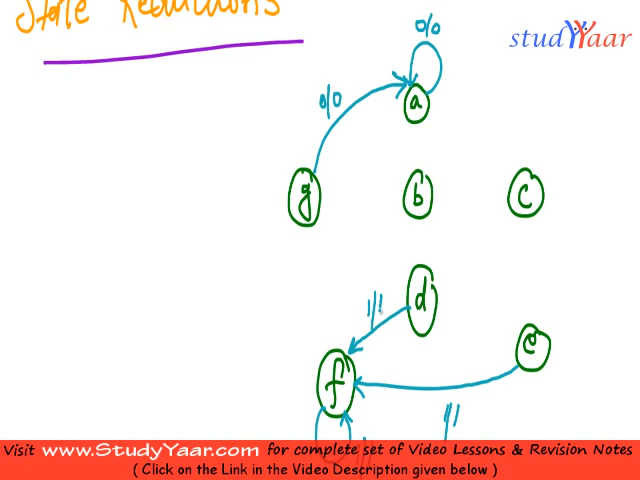 State Reductions
studYYaar
0/0
0/0
a
g
b
c
d
1/1
e
f
1/1
Visit www.StudyYaar.com for complete set of Video Lessons & Revision Notes
( Click on the Link in the Video Description given below )